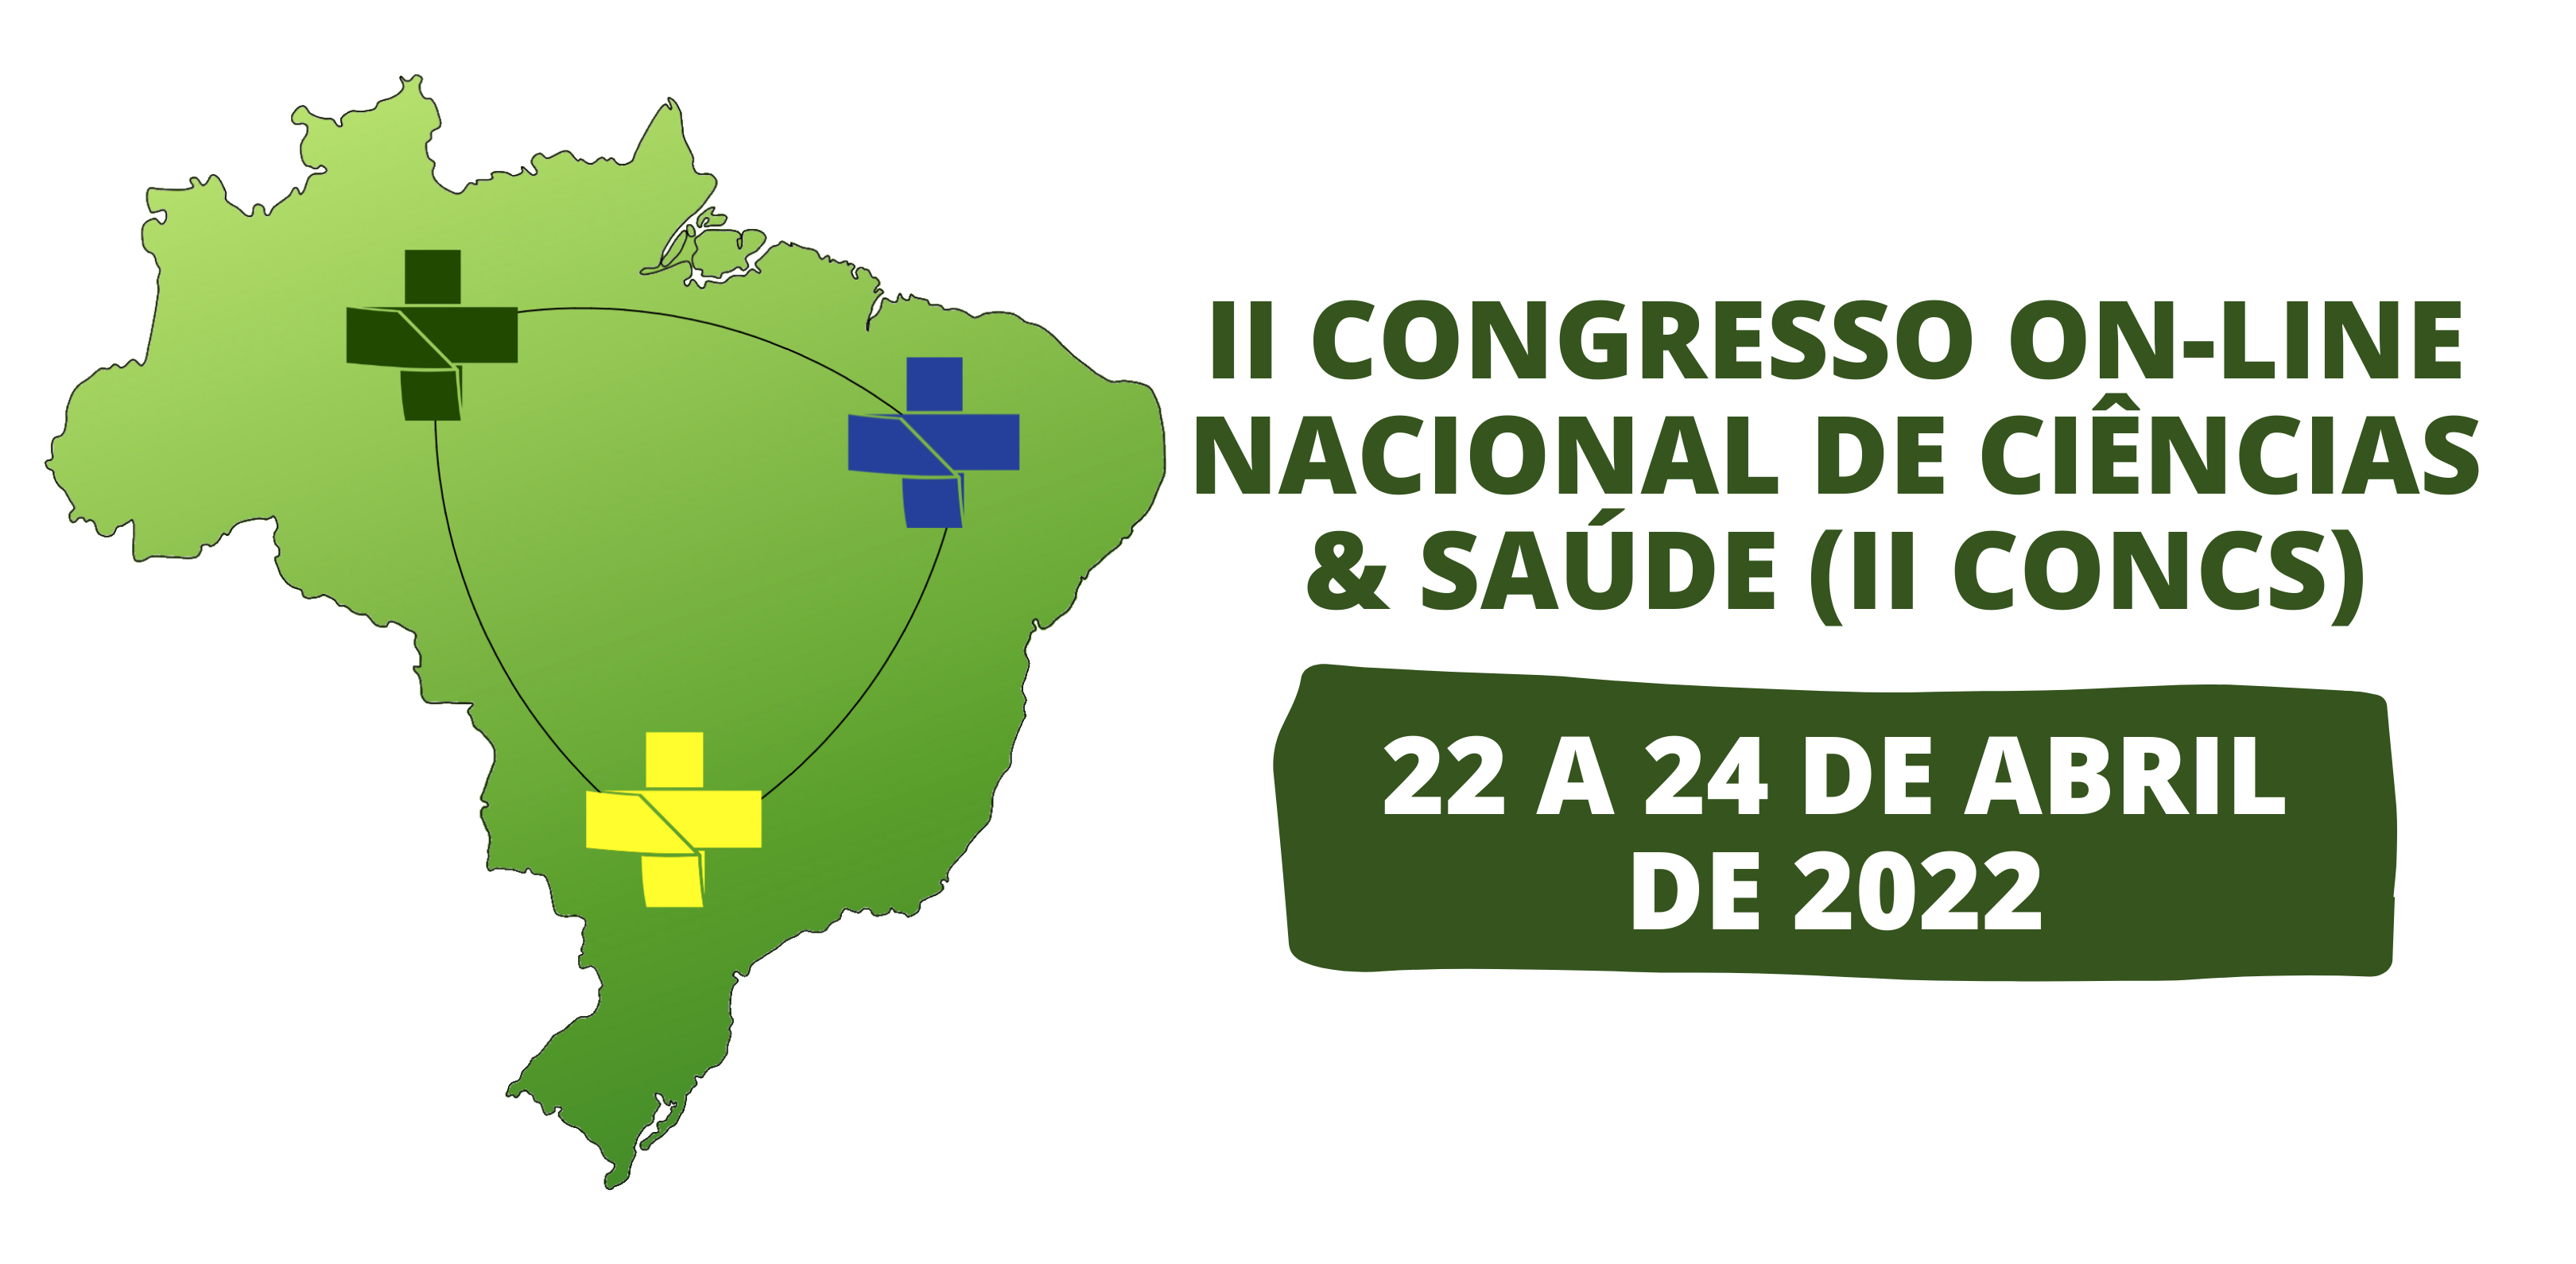 II CONGRESSO ON-LINE
NACIONAL DE CIÊNCIAS
& SAÚDE (II CONCS)
22 A 24 DE ABRIL
DE 2022